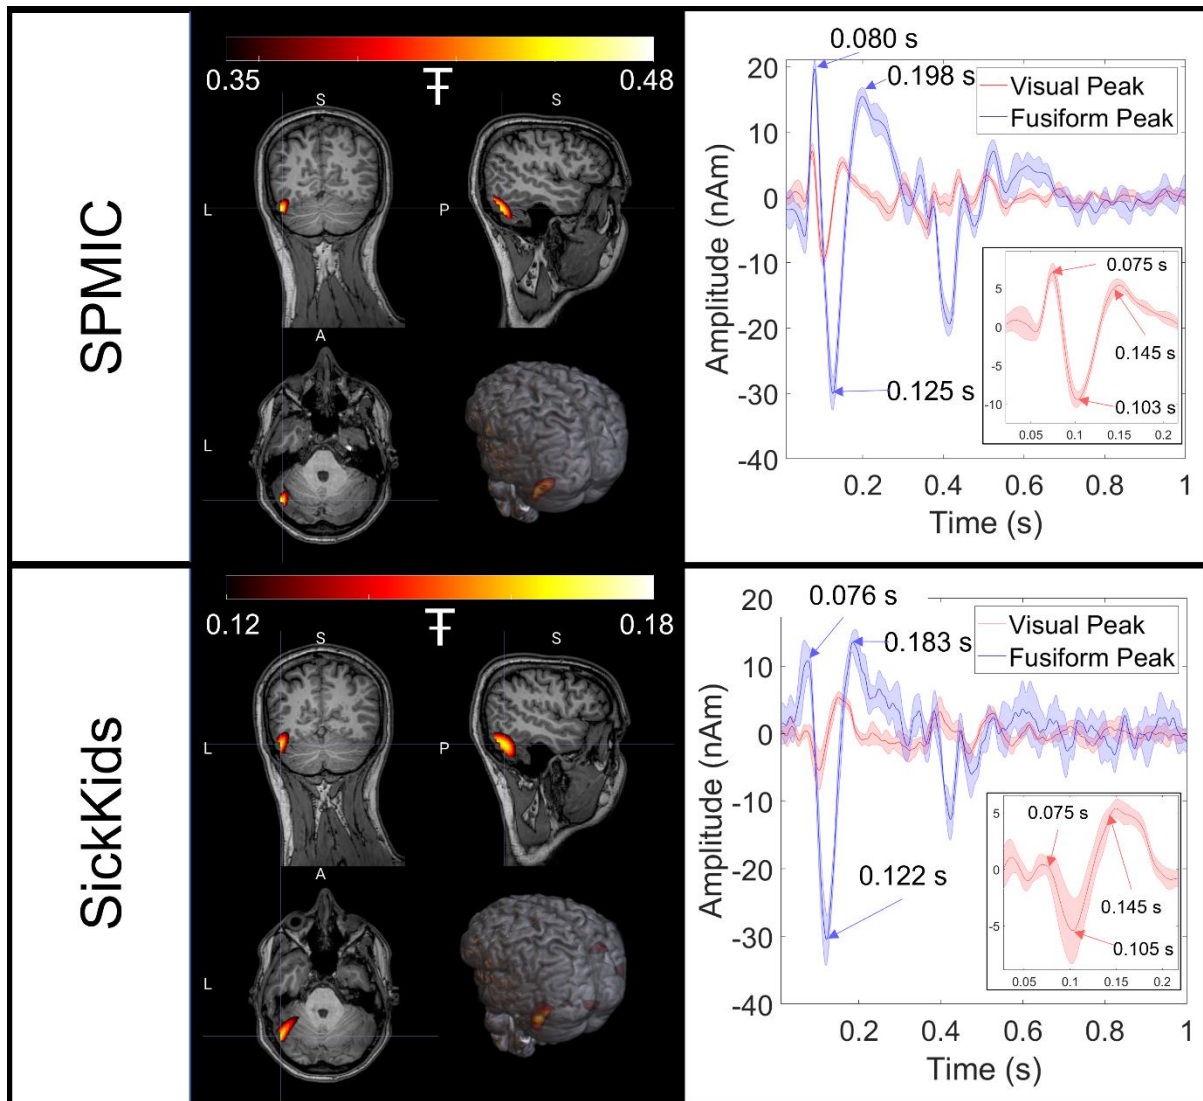 SPMIC
0.35
Ŧ
0.48
S
S
L
P
A
L
0.080 s
0.198 s
0.125 s
Visual Peak
Fusiform Peak
Amplitude (nAm)
20
10
0
-10
-20
-30
-40
0.2
0.4
0.6
0.8
1
Time (s)
0.075 s
0.145 s
0.103 s
5
0
-5
-10
0.05
0.1
0.15
0.2
SickKids
0.12
Ŧ
0.18
S
S
L
P
A
L
0.076 s
0.183 s
0.122 s
Visual Peak
Fusiform Peak
Amplitude (nAm)
20
10
0
-10
-20
-30
-40
0.2
0.4
0.6
0.8
1
Time (s)
0.075 s
0.145 s
0.105 s
5
0
-5
0.05
0.1
0.15
0.2